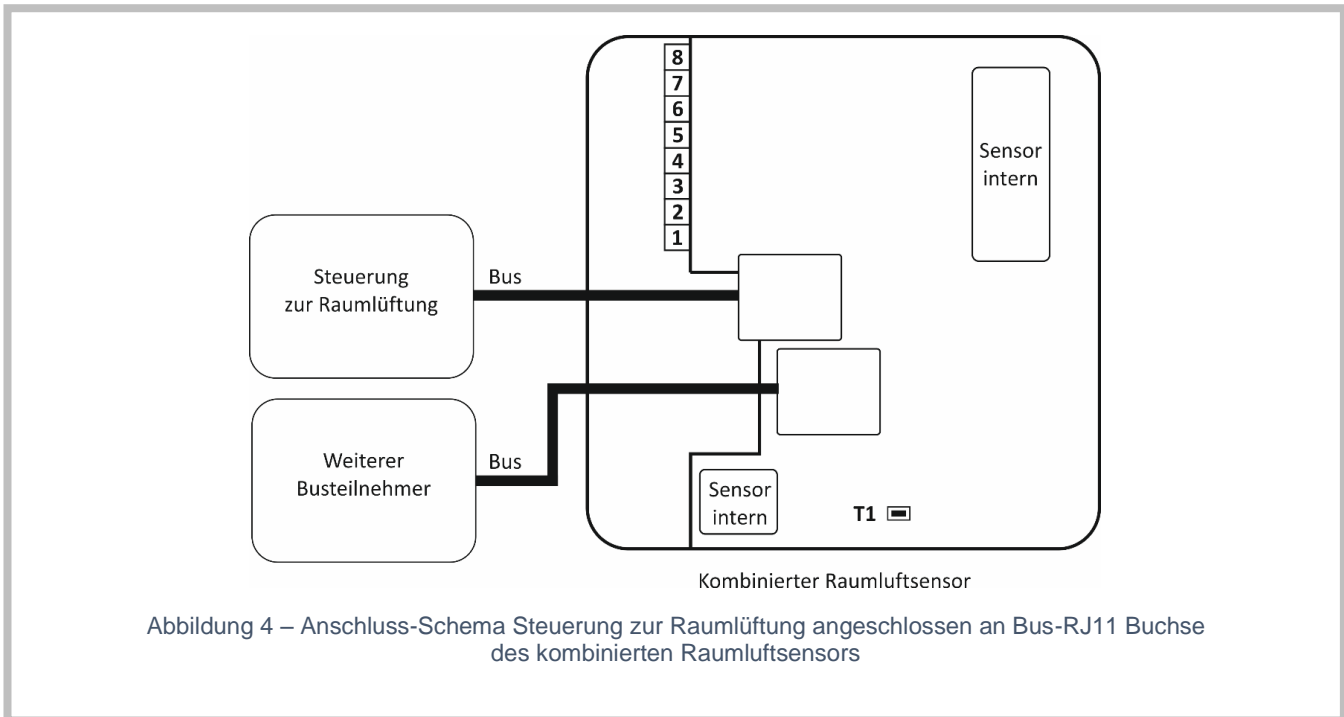 8
7
6
5
4
3
2
1
Sensor
intern
Steuerung
zur Raumlüftung
Bus
Weiterer
Busteilnehmer
Bus
Sensor
intern
T1
Kombinierter Raumluftsensor
Abbildung 4 – Anschluss-Schema Steuerung zur Raumlüftung angeschlossen an Bus-RJ11 Buchse
des kombinierten Raumluftsensors